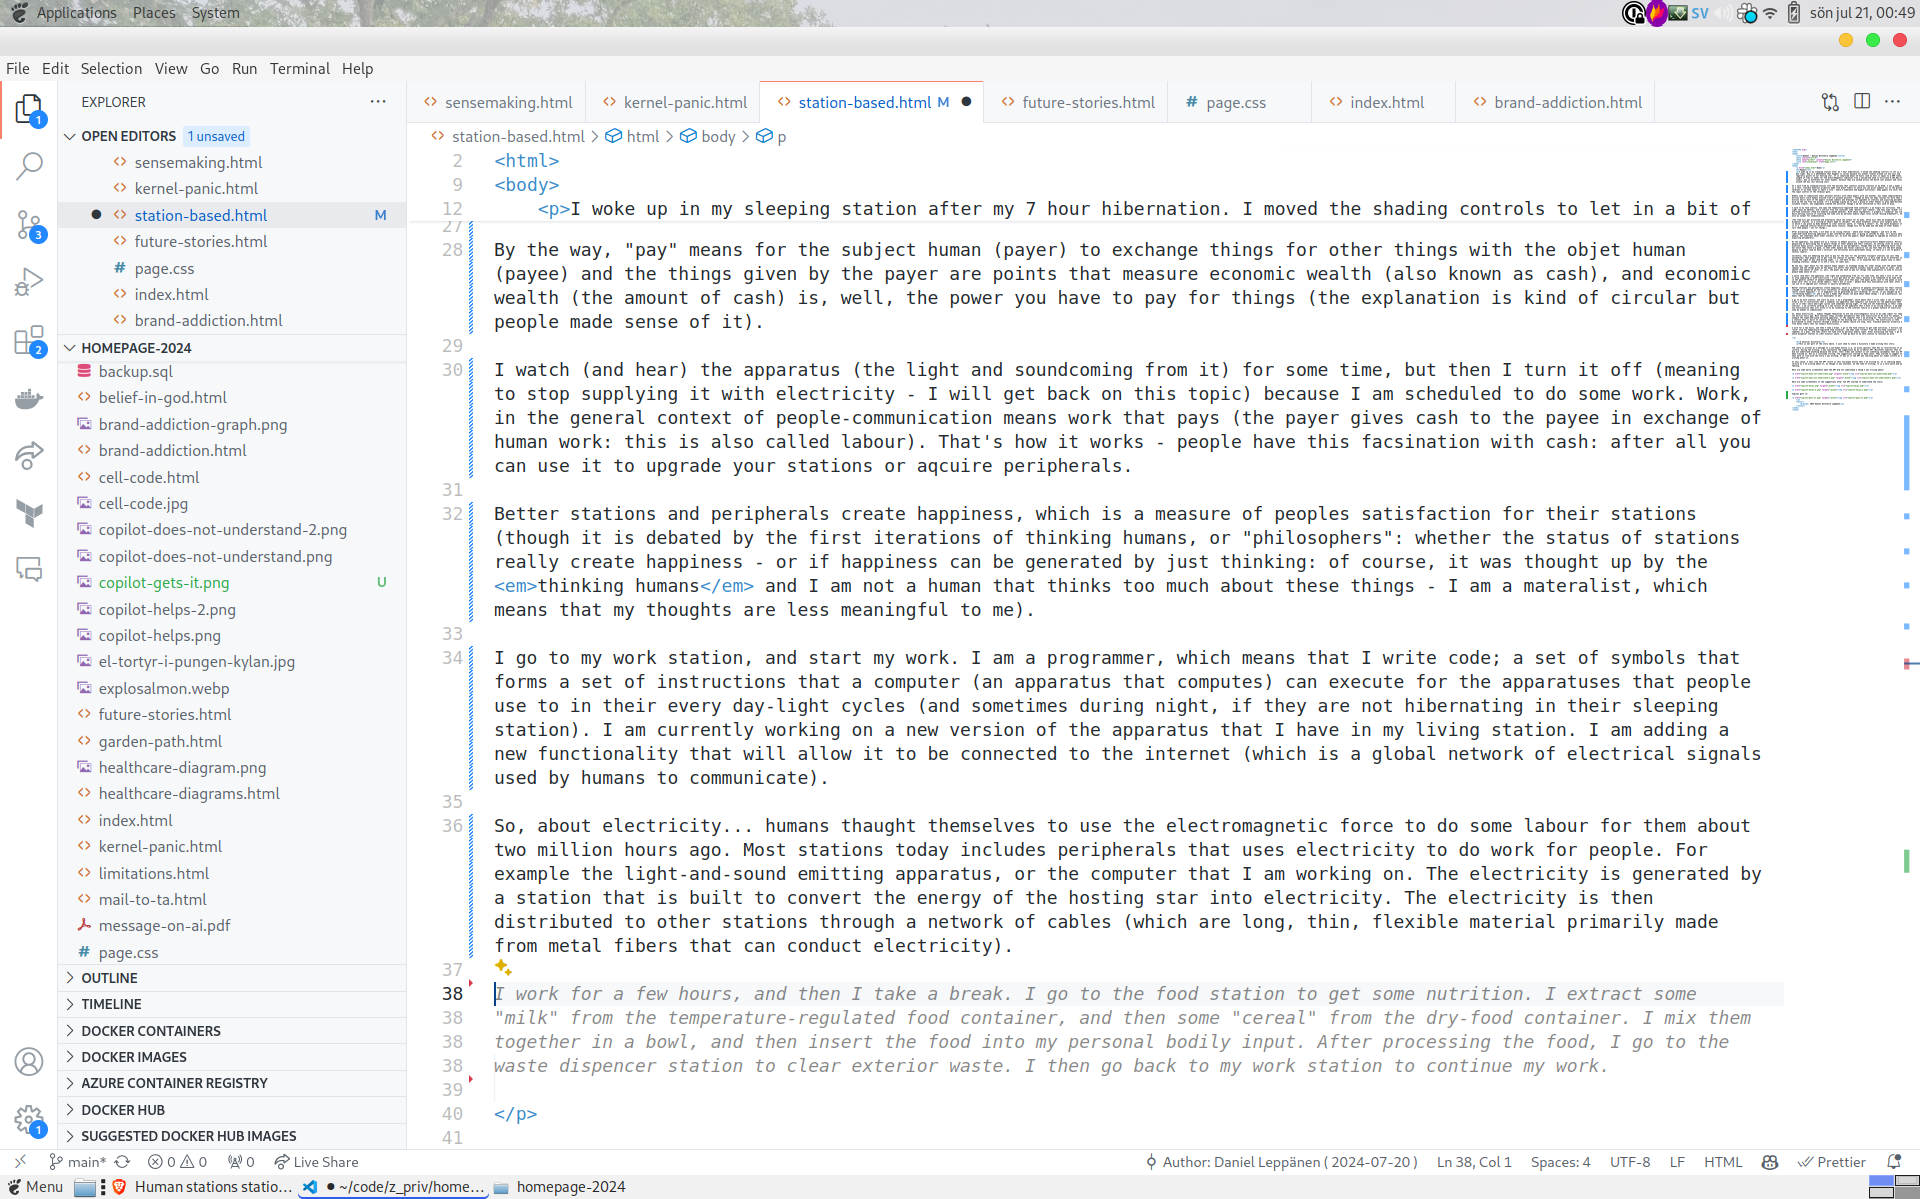 Applications Places System
SV sön jul 21, 00:49
File Edit Selection View Go Run Terminal Help
EXPLORER
sensemaking.html kernel-panic.html station-based.html M future-stories.html page.css index.html brand-addiction.html
OPEN EDITORS 1 unsaved
station-based.html > html > body > p
sensemaking.html
kernel-panic.html
station-based.html M
future-stories.html
page.css
index.html
brand-addiction.html
HOMEPAGE-2024
backup.sql
belief-in-god.html
brand-addiction-graph.png
brand-addiction.html
cell-code.html
cell-code.jpg
copilot-does-not-understand-2.png
copilot-does-not-understand.png
copilot-gets-it.png U
copilot-helps-2.png
copilot-helps.png
el-tortyr-i-pungen-kylan.jpg
explosalmon.webp
future-stories.html
garden-path.html
healthcare-diagram.png
healthcare-diagrams.html
index.html
kernel-panic.html
limitations.html
mail-to-ta.html
message-on-ai.pdf
page.css
OUTLINE
TIMELINE
DOCKER CONTAINERS
DOCKER IMAGES
AZURE CONTAINER REGISTRY
DOCKER HUB
SUGGESTED DOCKER HUB IMAGES
1
3
2
1
2 <html>
9 <body>
12 <p>I woke up in my sleeping station after my 7 hour hibernation. I moved the shading controls to let in a bit of
27
28 By the way, "pay" means for the subject human (payer) to exchange things for other things with the objet human
(payee) and the things given by the payer are points that measure economic wealth (also known as cash), and economic
wealth (the amount of cash) is, well, the power you have to pay for things (the explanation is kind of circular but
people made sense of it).
29
30 I watch (and hear) the apparatus (the light and soundcoming from it) for some time, but then I turn it off (meaning
to stop supplying it with electricity - I will get back on this topic) because I am scheduled to do some work. Work,
in the general context of people-communication means work that pays (the payer gives cash to the payee in exchange of
human work: this is also called labour). That's how it works - people have this facsination with cash: after all you
can use it to upgrade your stations or aqcuire peripherals.
31
32 Better stations and peripherals create happiness, which is a measure of peoples satisfaction for their stations
(though it is debated by the first iterations of thinking humans, or "philosophers": whether the status of stations
really create happiness - or if happiness can be generated by just thinking: of course, it was thought up by the
<em>thinking humans</em> and I am not a human that thinks too much about these things - I am a materalist, which
means that my thoughts are less meaningful to me).
33
34 I go to my work station, and start my work. I am a programmer, which means that I write code; a set of symbols that
forms a set of instructions that a computer (an apparatus that computes) can execute for the apparatuses that people
use to in their every day-light cycles (and sometimes during night, if they are not hibernating in their sleeping
station). I am currently working on a new version of the apparatus that I have in my living station. I am adding a
new functionality that will allow it to be connected to the internet (which is a global network of electrical signals
used by humans to communicate).
35
36 So, about electricity... humans thaught themselves to use the electromagnetic force to do some labour for them about
two million hours ago. Most stations today includes peripherals that uses electricity to do work for people. For
example the light-and-sound emitting apparatus, or the computer that I am working on. The electricity is generated by
a station that is built to convert the energy of the hosting star into electricity. The electricity is then
distributed to other stations through a network of cables (which are long, thin, flexible material primarily made
from metal fibers that can conduct electricity).
37
38 I work for a few hours, and then I take a break. I go to the food station to get some nutrition. I extract some
38 "milk" from the temperature-regulated food container, and then some "cereal" from the dry-food container. I mix them
38 together in a bowl, and then insert the food into my personal bodily input. After processing the food, I go to the
38 waste dispencer station to clear exterior waste. I then go back to my work station to continue my work.
39
40 </p>
41
main* 0 0 0 Live Share Author: Daniel Leppänen ( 2024-07-20 ) Ln 38, Col 1 Spaces: 4 UTF-8 LF HTML Prettier
Menu Human stations statio... ~/code/z_priv/home... homepage-2024